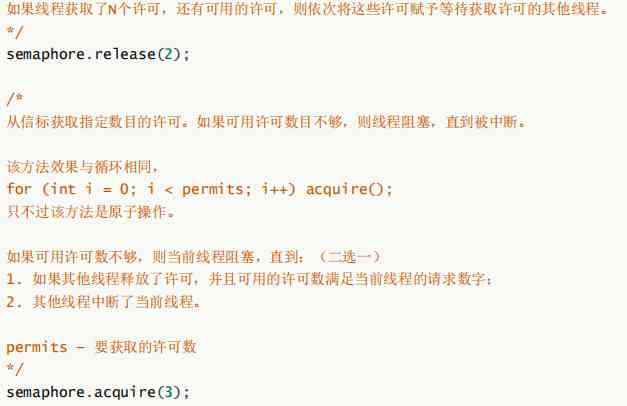 如果线程获取了N个许可，还有可用的许可，则依次将这些许可赋予等待获取许可的其他线程。
*/
semaphore.release(2);
/*
从信标获取指定数目的许可。如果可用许可数目不够，则线程阻塞，直到被中断。
该方法效果与循环相同，
for (int i = 0; i < permits; i++) acquire();
只不过该方法是原子操作。
如果可用许可数不够，则当前线程阻塞，直到：（二选一）
1. 如果其他线程释放了许可，并且可用的许可数满足当前线程的请求数字；
2. 其他线程中断了当前线程。
permits – 要获取的许可数
*/
semaphore.acquire(3);